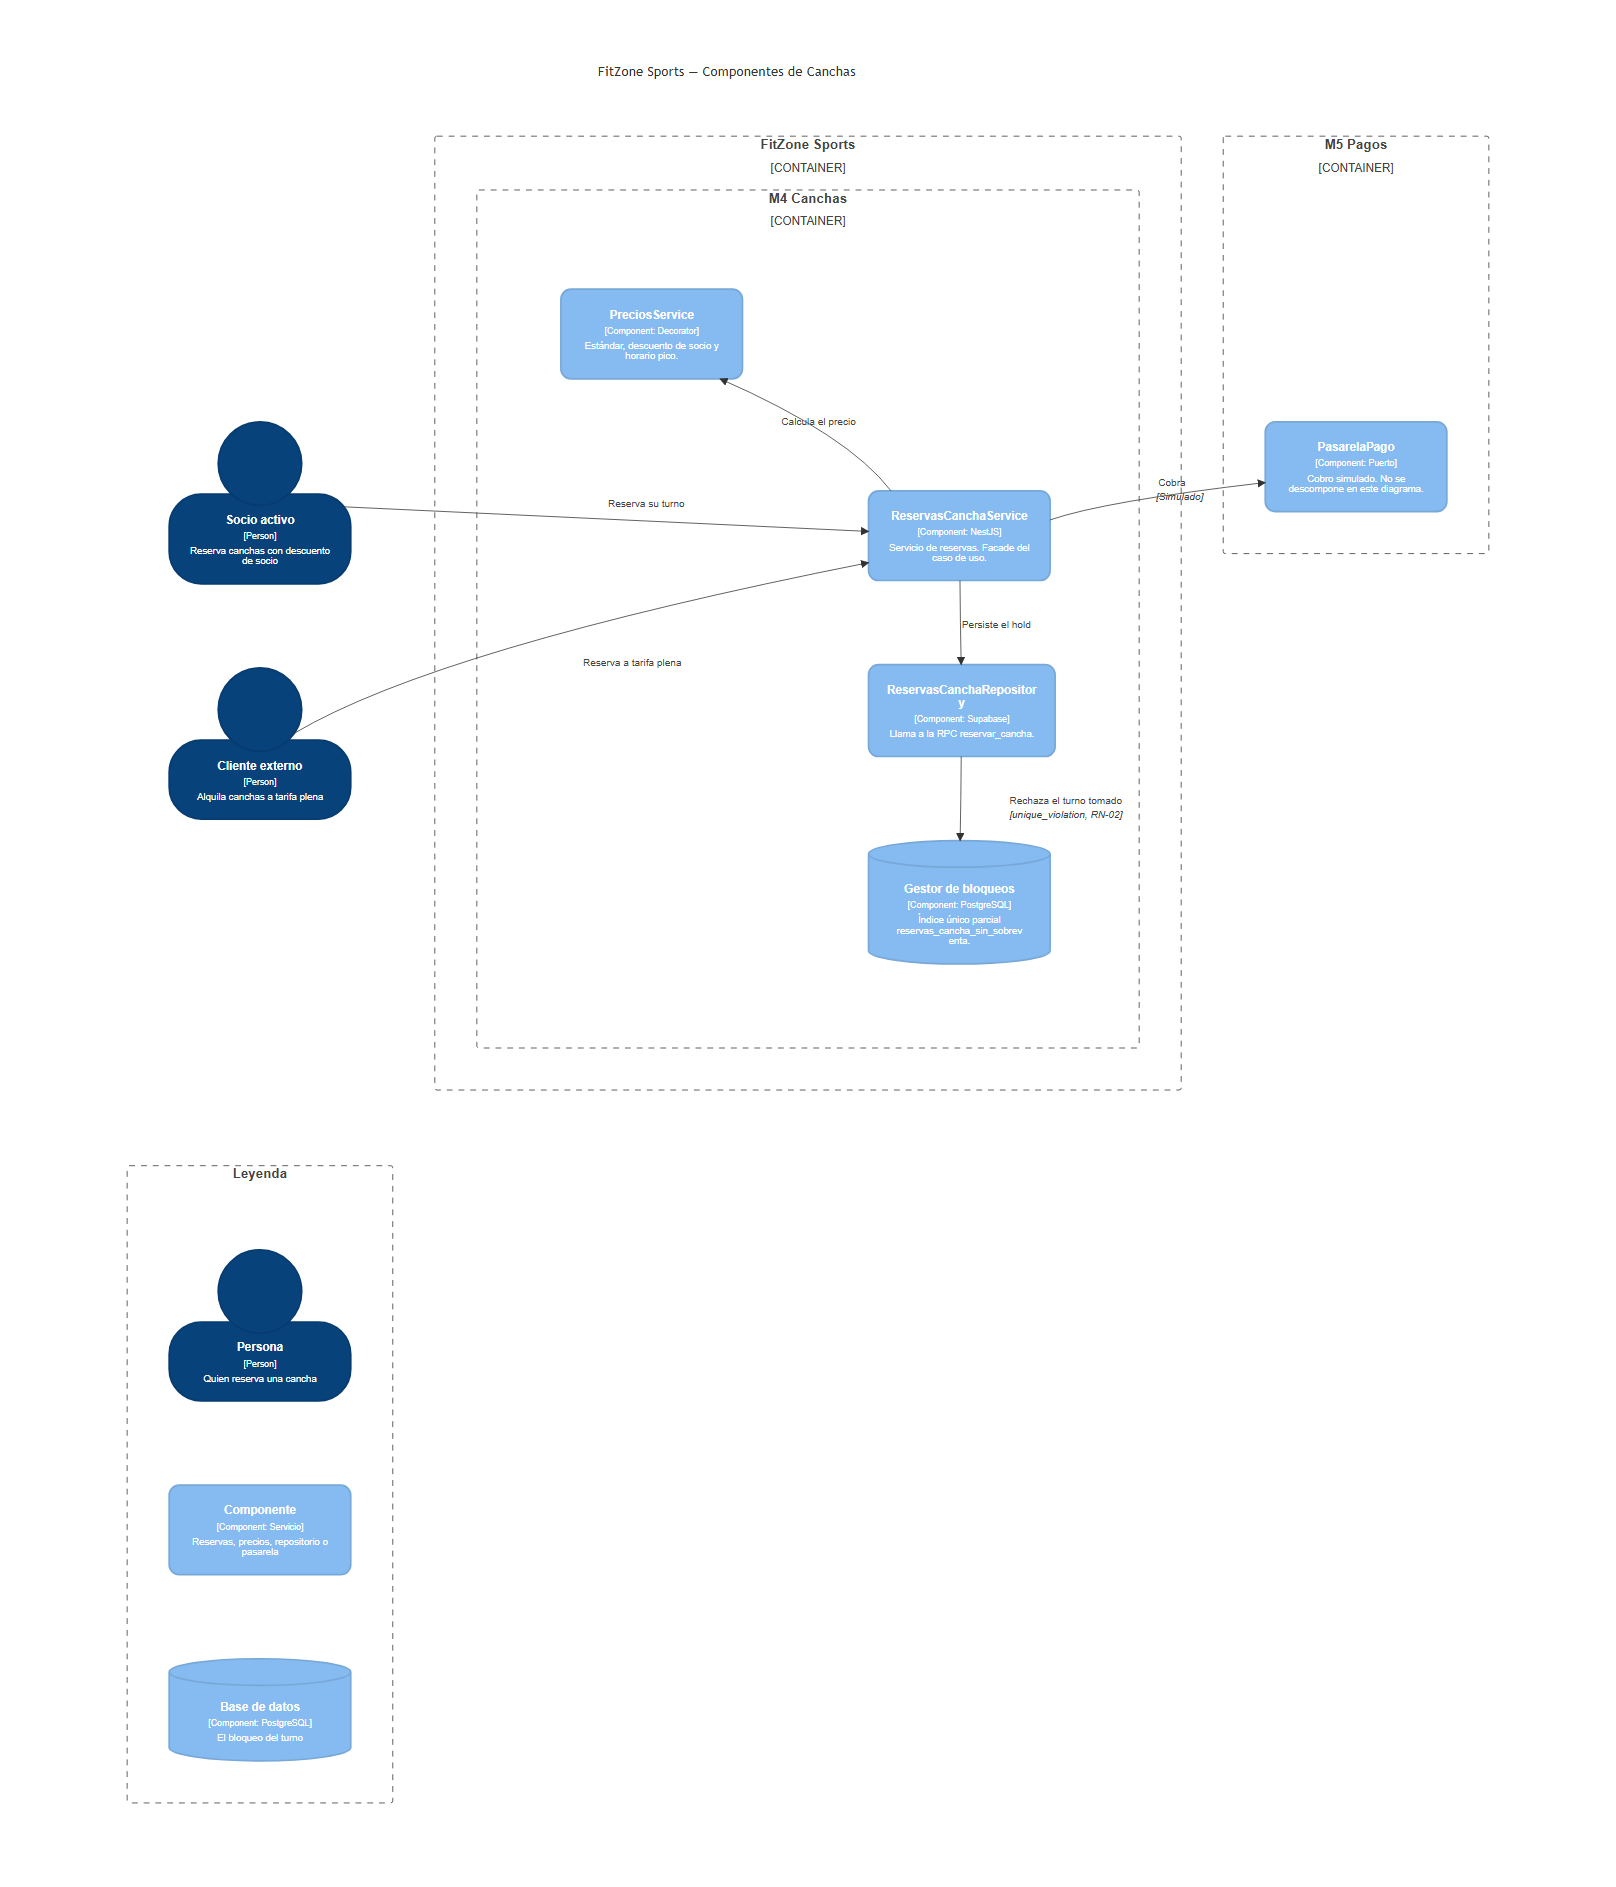 FitZone Sports — Componentes de Canchas
FitZone Sports
[CONTAINER]
M4 Canchas
[CONTAINER]
M5 Pagos
[CONTAINER]
PreciosService
[Component: Decorator]
Estándar, descuento de socio y
horario pico.
Calcula el precio
Socio activo
[Person]
Reserva canchas con descuento
de socio
Reserva su turno
ReservasCanchaService
[Component: NestJS]
Servicio de reservas. Facade del
caso de uso.
Cobra
[Simulado]
PasarelaPago
[Component: Puerto]
Cobro simulado. No se
descompone en este diagrama.
Persiste el hold
Cliente externo
[Person]
Alquila canchas a tarifa plena
Reserva a tarifa plena
ReservasCanchaRepositor
y
[Component: Supabase]
Llama a la RPC reservar_cancha.
Rechaza el turno tomado
[unique_violation, RN-02]
Gestor de bloqueos
[Component: PostgreSQL]
Índice único parcial
reservas_cancha_sin_sobrev
enta.
Leyenda
Persona
[Person]
Quien reserva una cancha
Componente
[Component: Servicio]
Reservas, precios, repositorio o
pasarela
Base de datos
[Component: PostgreSQL]
El bloqueo del turno